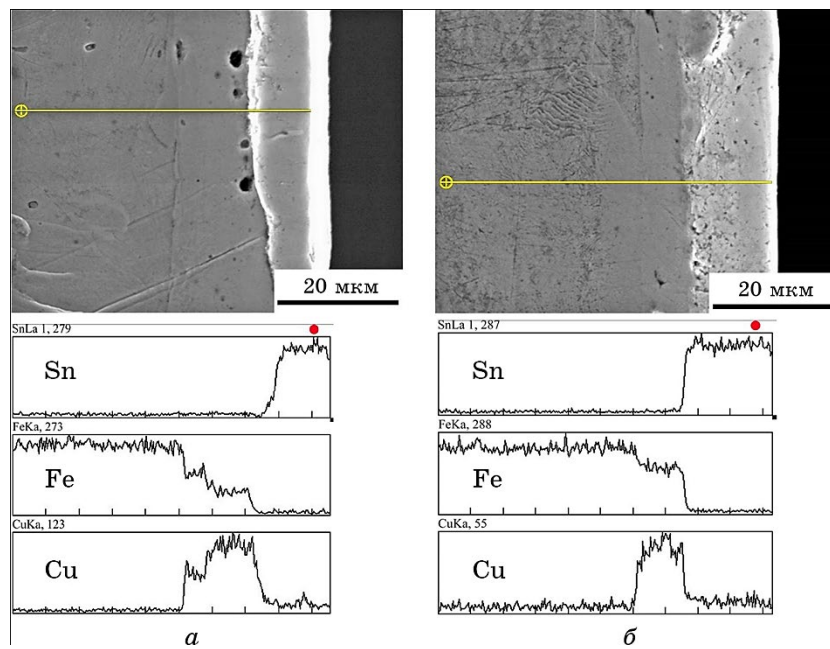 20 мкм
20 мкм
SnLa 1, 279
Sn
FeKa, 273
Fe
CuKa, 123
Cu
а
SnLa 1, 287
Sn
FeKa, 288
Fe
CuKa, 55
Cu
б